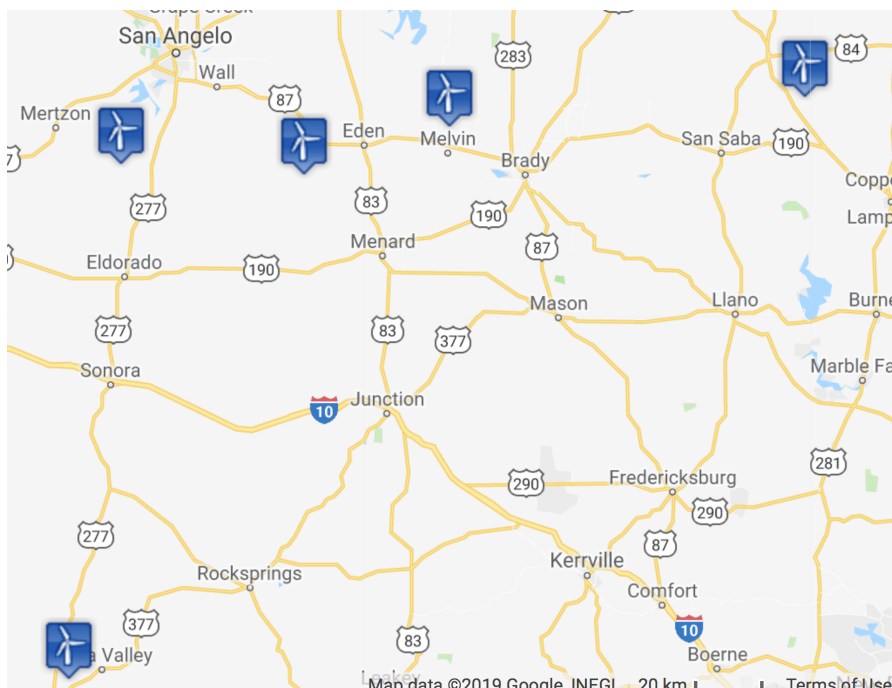 San Angelo
84
283
Wall
87
Mertzon
Eden
Melvin
San Saba
190
Brady
83
277
190
87
Menard
Eldorado
190
Mason
Llano
Burne
277
83
377
Marble Fa
Sonora
10
Junction
281
Fredericksburg
290
290
277
87
Kerrville
Rocksprings
Comfort
377
10
83
a Valley
Boerne
Map data ©2019 Google, INEGI
20 km
Terms of Use
Copp
Lamp
7